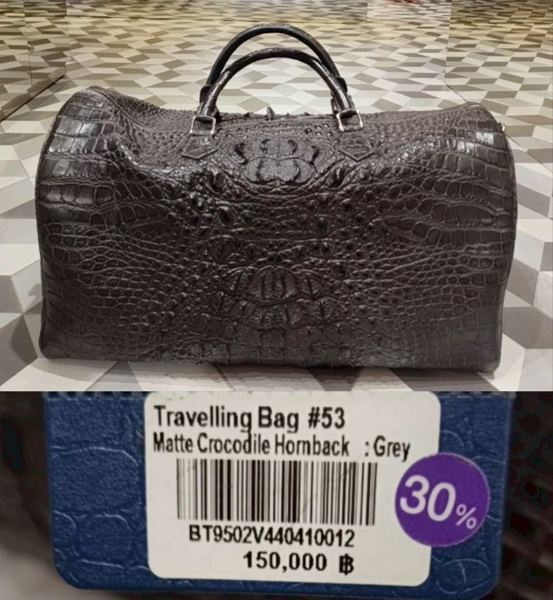 Travelling Bag #53
Matte Crocodile Hornback : Grey
BT9502V440410012
150,000 ฿
30%